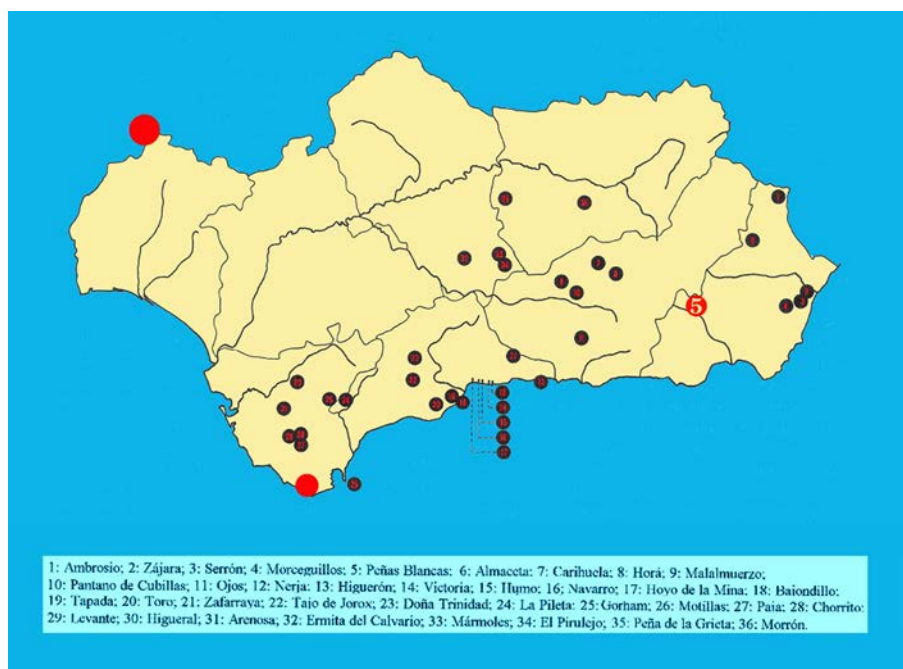 5
1: Ambrosio; 2: Zájara; 3: Serrón; 4: Morceguillos; 5: Peñas Blancas; 6: Almaceta; 7: Carihuela; 8: Horá; 9: Malalmuerzo;
10: Pantano de Cubillas, 11: Ojos; 12: Nerja; 13: Higuerón; 14: Victoria; 15: Humo; 16; Navarro; 17: Hoyo de la Mina; 18: Baiondillo;
19: Tapada; 20: Toro; 21: Zafarraya; 22: Tajo de Jorox; 23: Doña Trinidad; 24: La Pileta; 25: Gorham; 26: Motillas; 27: Paia; 28: Chorrito;
29: Levante; 30: Higueral; 31: Arenosa; 32: Ermita del Calvario; 33: Mármoles; 34: El Pirulejo; 35: Peña de la Grieta; 36: Morrón.